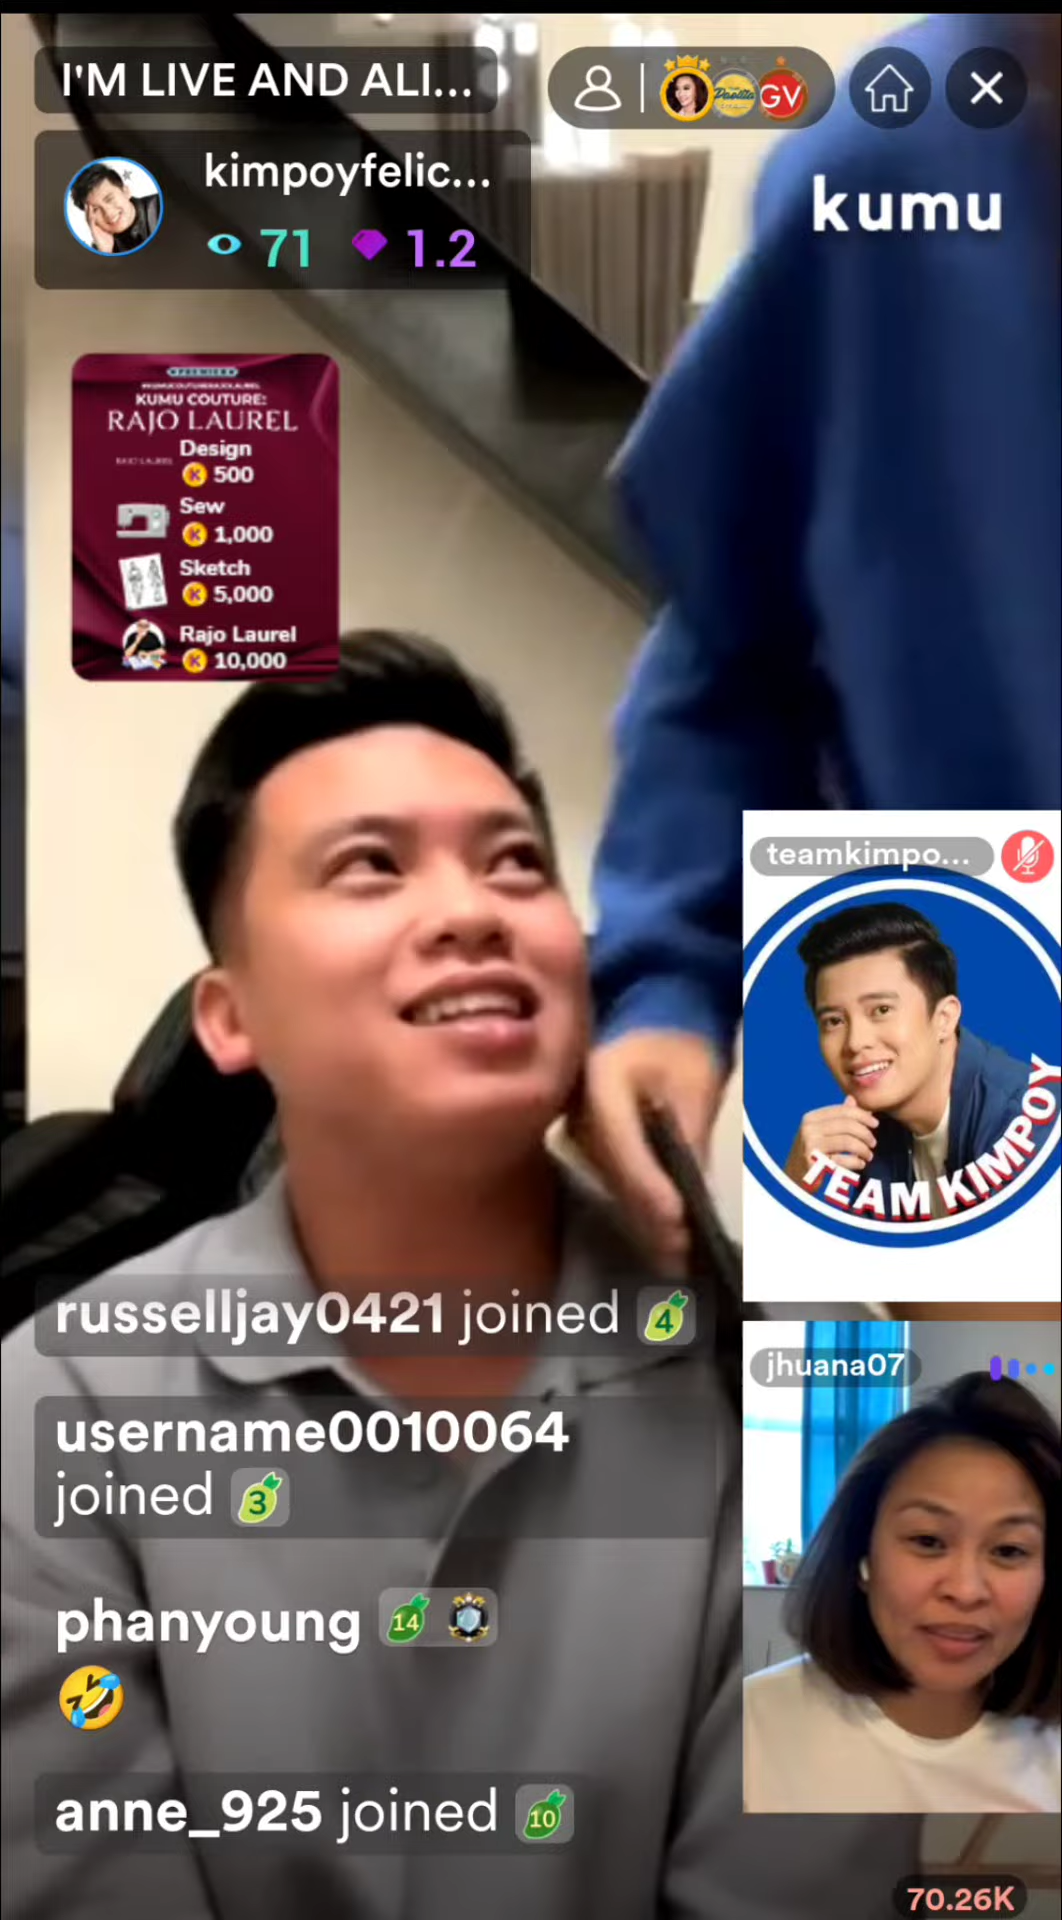 I'M LIVE AND ALI...
GV
kimpoyfelic...
71 1.2
kumu
PREMIER
KUMU COUTURE:
RAJO LAUREL
Design
500
Sew
1,000
Sketch
5,000
Rajo Laurel
10,000
teamkimpo...
TEAM KIMPOY
russelljay0421 joined 4
jhuana07
username0010064
joined 3
phanyoung 14
anne_925 joined 10
70.26K